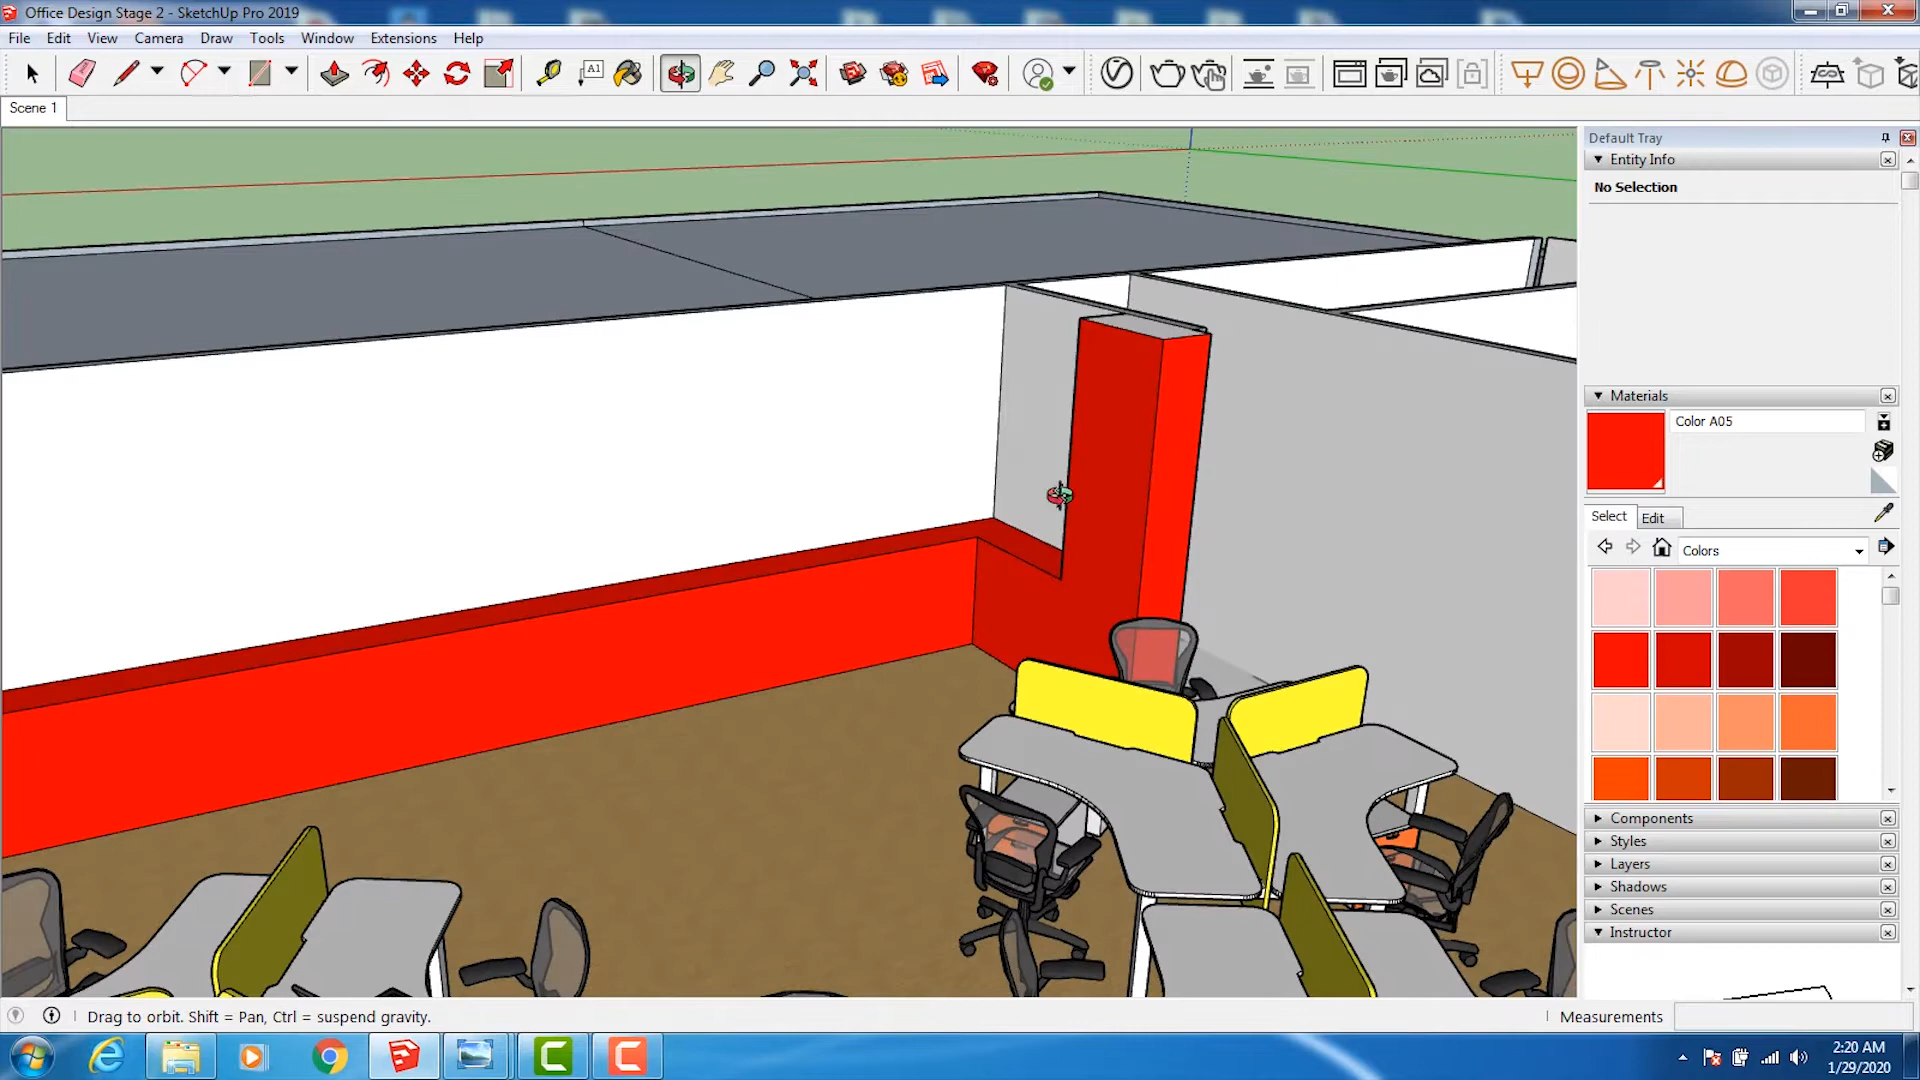 Office Design Stage 2 - SketchUp Pro 2019
File Edit View Camera Draw Tools Window Extensions Help
A1
Scene 1
Default Tray
Entity Info
No Selection
Materials
Color A05
Select Edit
Colors
Components
Styles
Layers
Shadows
Scenes
Instructor
Drag to orbit. Shift = Pan, Ctrl = suspend gravity.
Measurements
2:20 AM
1/29/2020